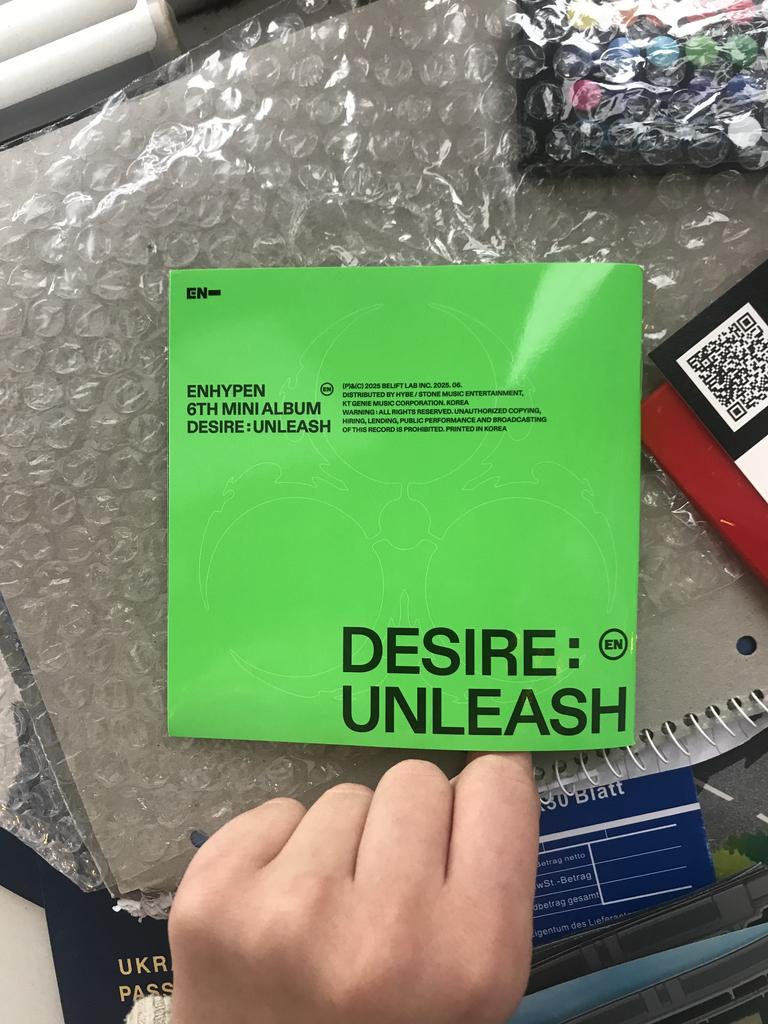 EN-
ENHYPEN
6TH MINI ALBUM
DESIRE : UNLEASH
EN
(P)&(C) 2025 BELIFT LAB INC. 2025. 06.
DISTRIBUTED BY HYBE / STONE MUSIC ENTERTAINMENT,
KT GENIE MUSIC CORPORATION. KOREA
WARNING : ALL RIGHTS RESERVED. UNAUTHORIZED COPYING,
HIRING, LENDING, PUBLIC PERFORMANCE AND BROADCASTING
OF THIS RECORD IS PROHIBITED. PRINTED IN KOREA
DESIRE : EN
UNLEASH
Blatt
Betrag netto
wSt.-Betrag
dbetrag gesamt
igentum des Liefera
UKR
PASS